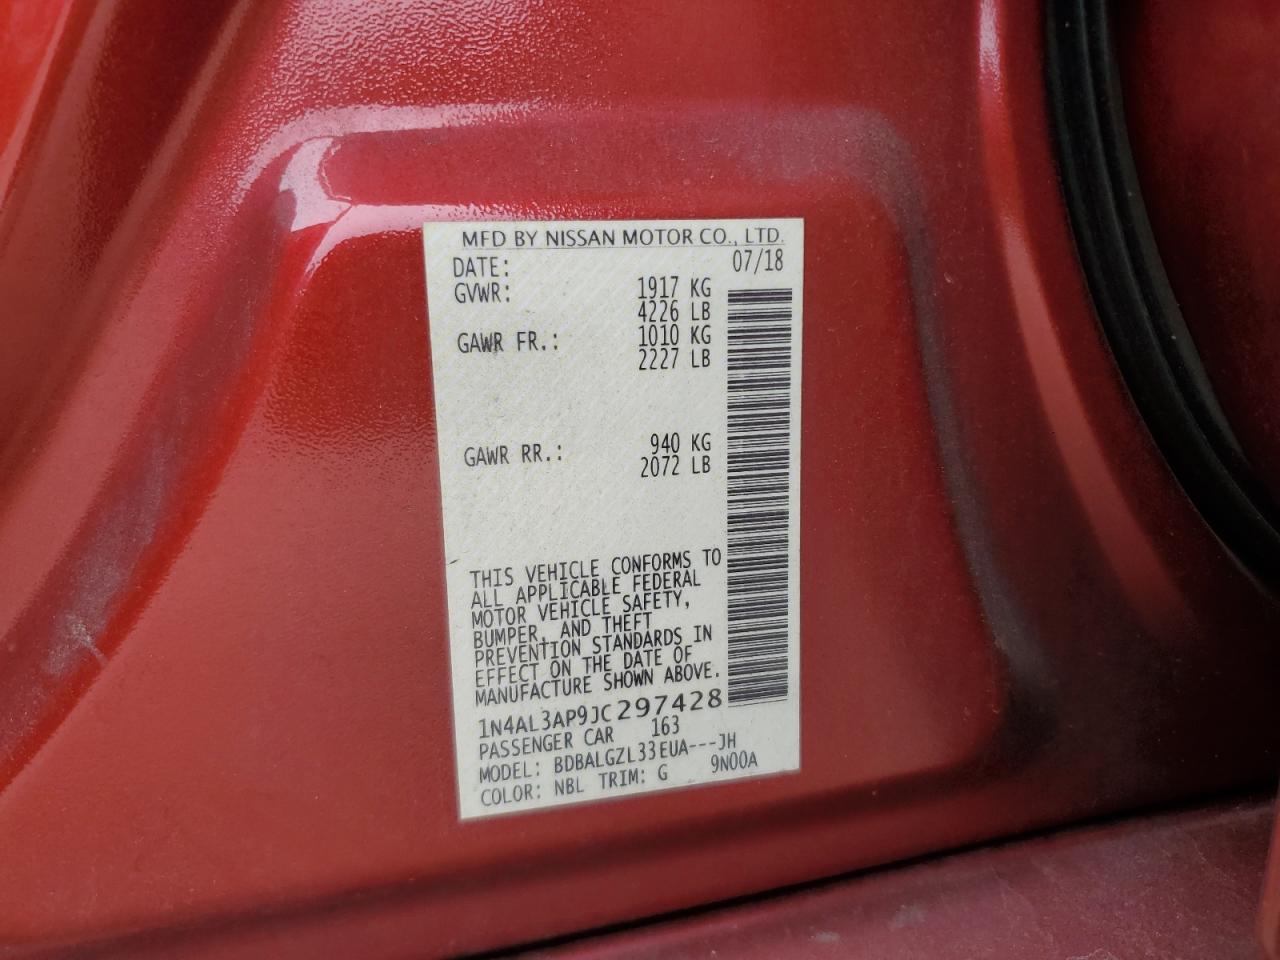 MFD BY NISSAN MOTOR CO., LTD.
DATE: 07/18
GVWR: 1917 KG
4226 LB
GAWR FR.: 1010 KG
2227 LB
GAWR RR.: 940 KG
2072 LB
THIS VEHICLE CONFORMS TO
ALL APPLICABLE FEDERAL
MOTOR VEHICLE SAFETY,
BUMPER, AND THEFT
PREVENTION STANDARDS IN
EFFECT ON THE DATE OF
MANUFACTURE SHOWN ABOVE.
1N4AL3AP9JC297428
PASSENGER CAR 163
MODEL: BDBALGZL33EUA---JH
COLOR: NBL TRIM: G 9N00A